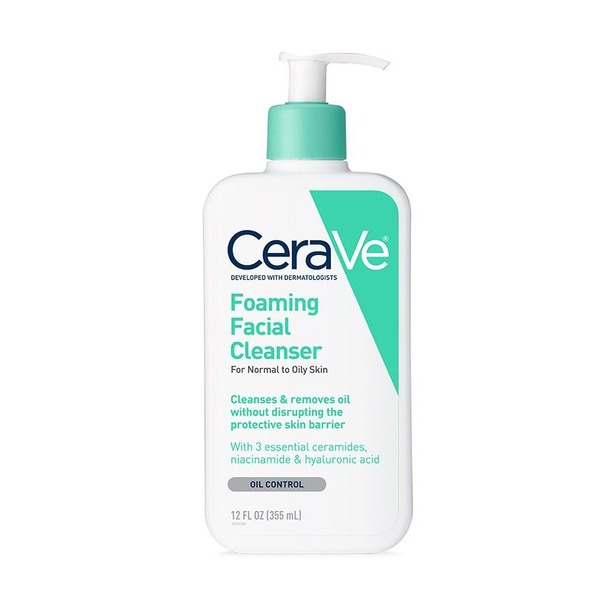 CeraVe®
DEVELOPED WITH DERMATOLOGISTS
Foaming
Facial
Cleanser
For Normal to Oily Skin
Cleanses & removes oil
without disrupting the
protective skin barrier
With 3 essential ceramides,
niacinamide & hyaluronic acid
OIL CONTROL
12 FL OZ (355 mL)